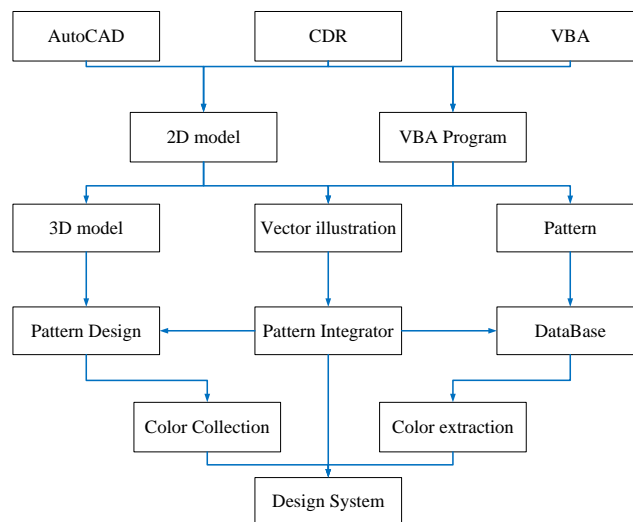 AutoCAD
CDR
VBA
2D model
VBA Program
3D model
Vector illustration
Pattern
Pattern Design
Pattern Integrator
DataBase
Color Collection
Color extraction
Design System